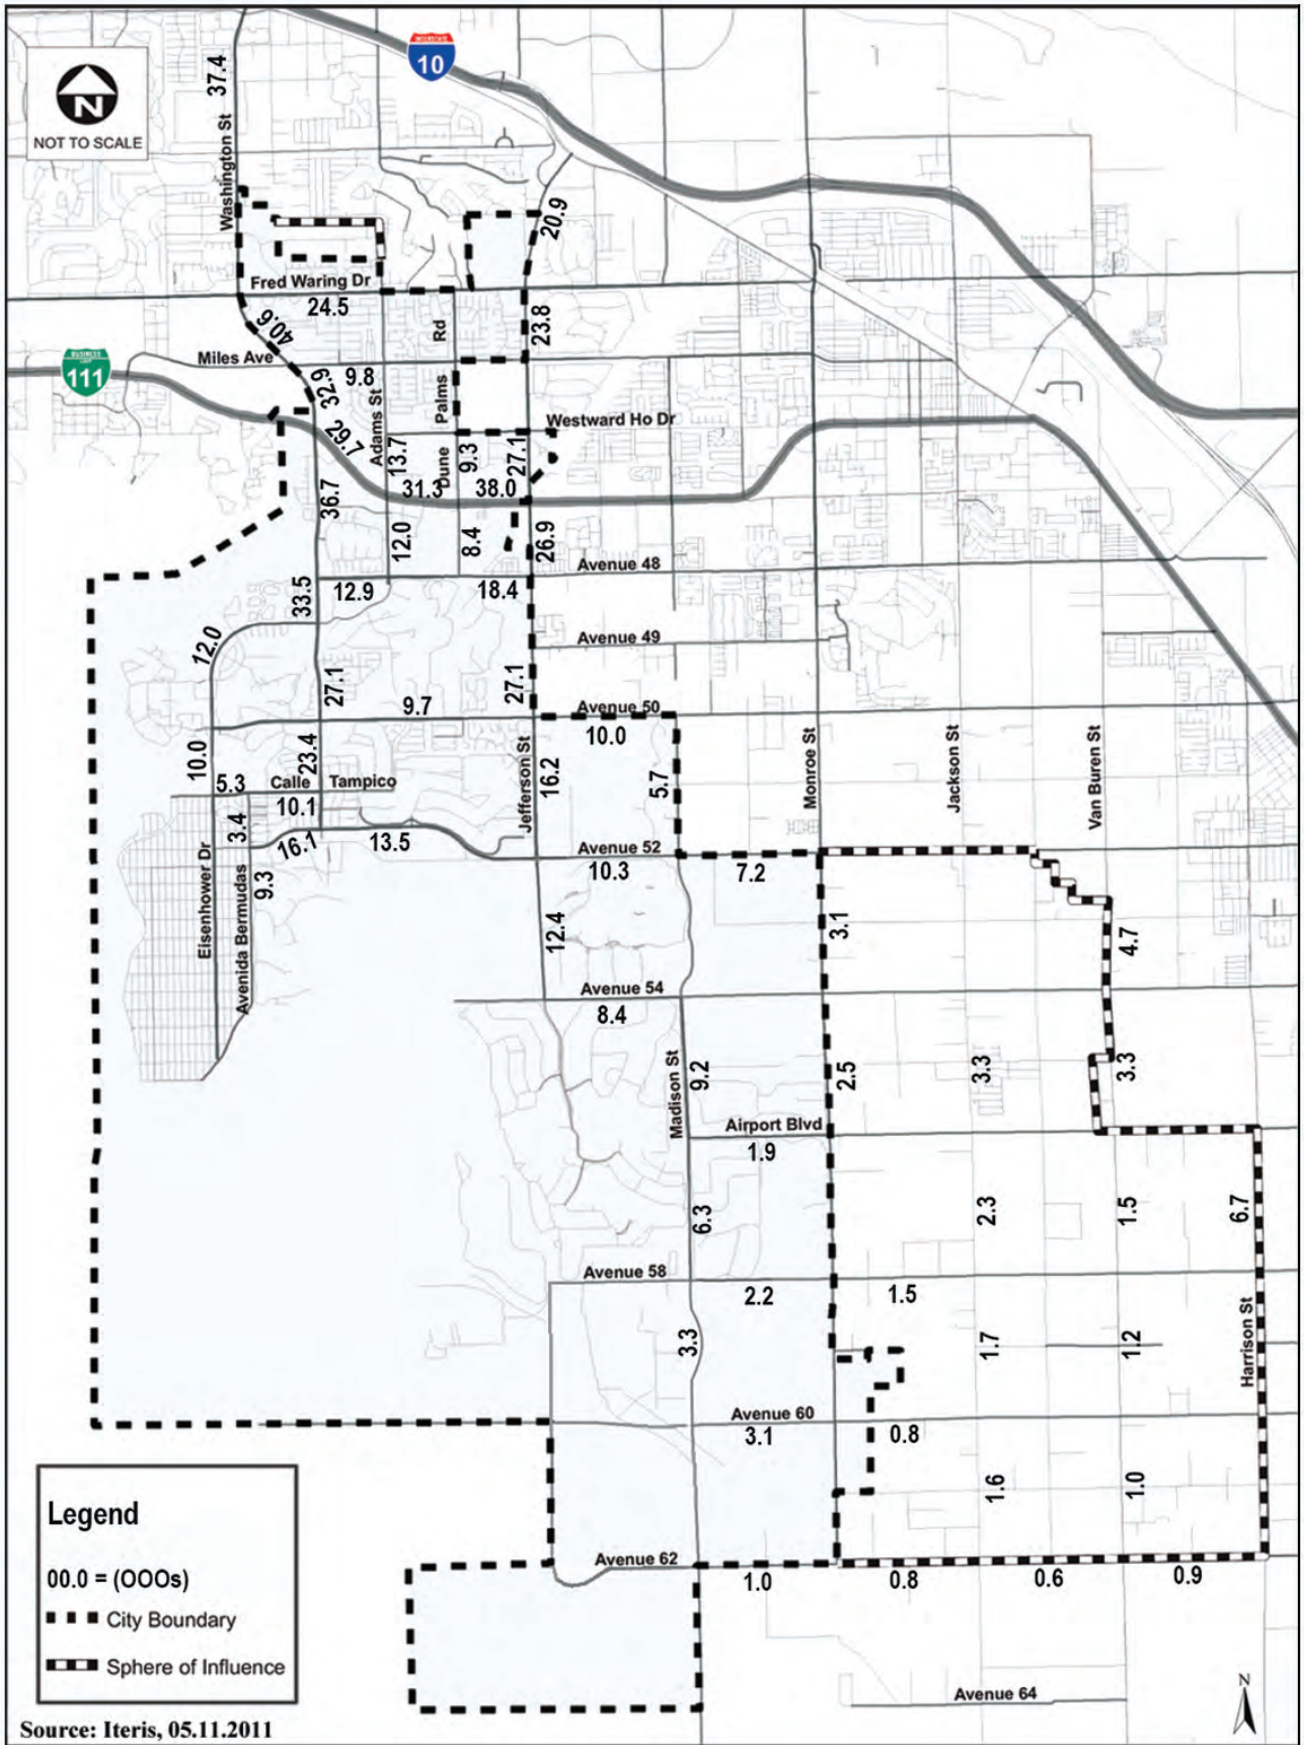 INTERSTATE
10
N
NOT TO SCALE
37.4
Washington St
20.9
Fred Waring Dr
24.5
40.6
Rd
23.8
Miles Ave
BUSINESS
111
32.9
9.8
Adams St
Palms
Westward Ho Dr
29.7
13.7
Dune
9.3
27.1
31.3
38.0
36.7
12.0
8.4
26.9
Avenue 48
33.5
12.9
18.4
12.0
Avenue 49
27.1
9.7
27.1
Avenue 50
10.0
10.0
23.4
Jefferson St
16.2
5.7
Monroe St
Jackson St
Van Buren St
5.3
Calle Tampico
3.4
10.1
16.1
13.5
Avenue 52
10.3
7.2
Eisenhower Dr
Avenida Bermudas
9.3
12.4
3.1
4.7
Avenue 54
8.4
Madison St
9.2
2.5
3.3
3.3
Airport Blvd
1.9
6.3
2.3
1.5
6.7
Avenue 58
2.2
1.5
3.3
1.7
1.2
Harrison St
Avenue 60
3.1
0.8
1.6
1.0
Avenue 62
1.0
0.8
0.6
0.9
Legend
00.0 = (OOOs)
City Boundary
Sphere of Influence
Avenue 64
N
Source: Iteris, 05.11.2011